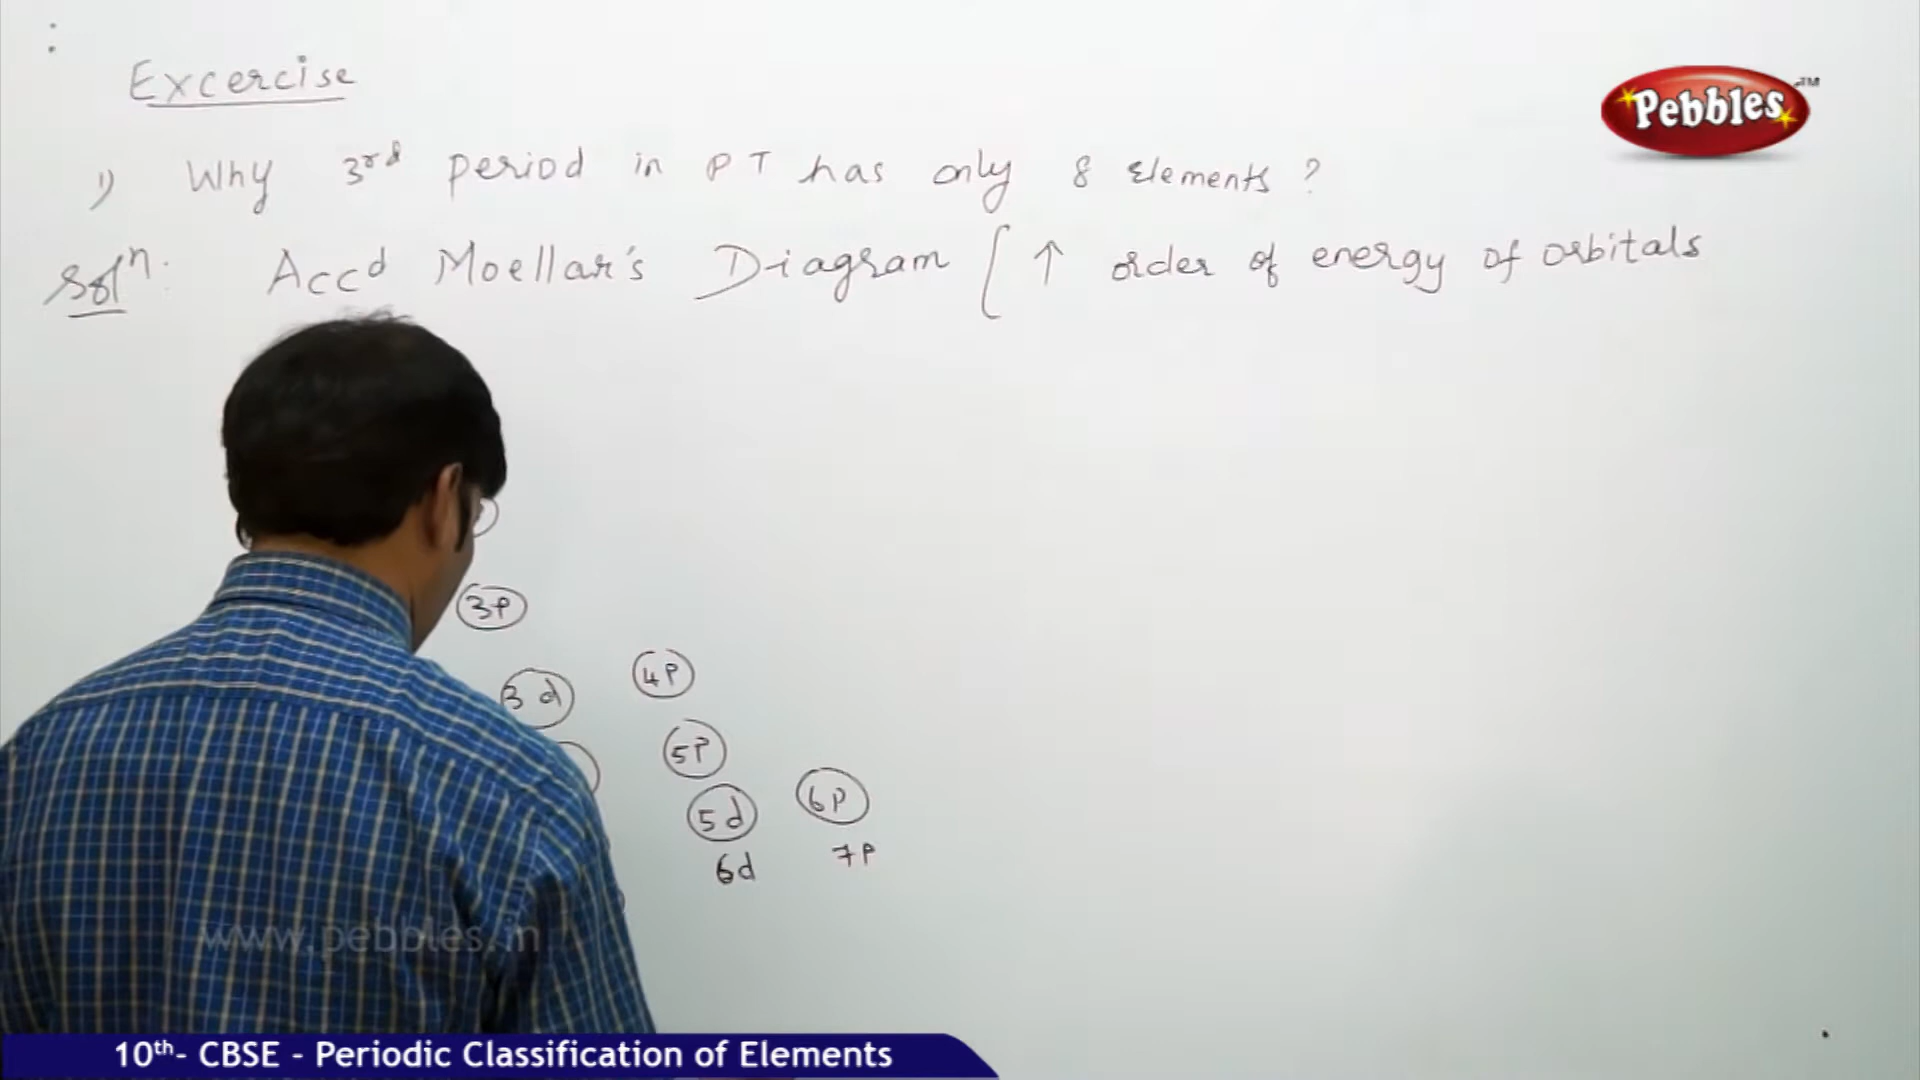 Excercise
Pebbles™
1) Why 3rd period in PT has only 8 Elements ?
Solⁿ: Accd Moellar's Diagram [ ↑ order of energy of orbitals
3p
3d
4p
5p
5d
6p
6d
7p
www.pebbles.in
10th- CBSE - Periodic Classification of Elements